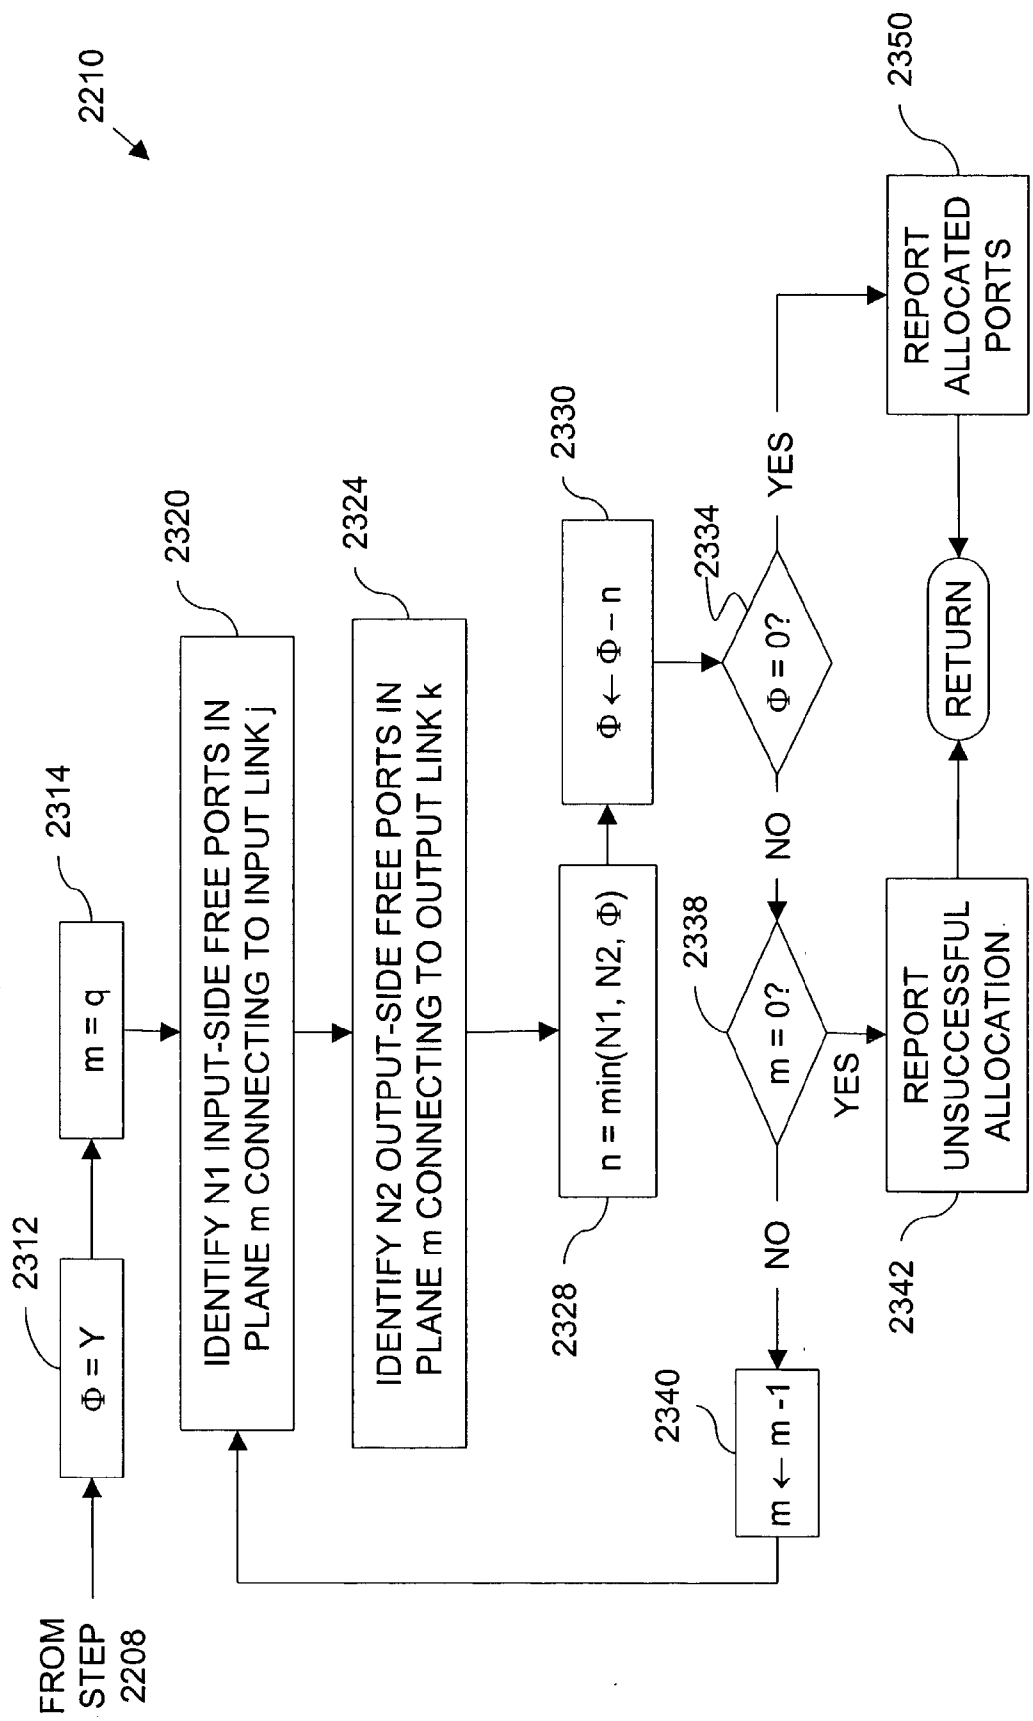 2210
FROM
STEP
2208
2312
Φ = Y
2314
m = q
2320
IDENTIFY N1 INPUT-SIDE FREE PORTS IN
PLANE m CONNECTING TO INPUT LINK j
2324
IDENTIFY N2 OUTPUT-SIDE FREE PORTS IN
PLANE m CONNECTING TO OUTPUT LINK k
2328
n = min(N1, N2, Φ)
2330
Φ ← Φ – n
2334
Φ = 0?
YES
NO
2338
m = 0?
NO
YES
2340
m ← m -1
2342
REPORT
UNSUCCESSFUL
ALLOCATION
RETURN
2350
REPORT
ALLOCATED
PORTS